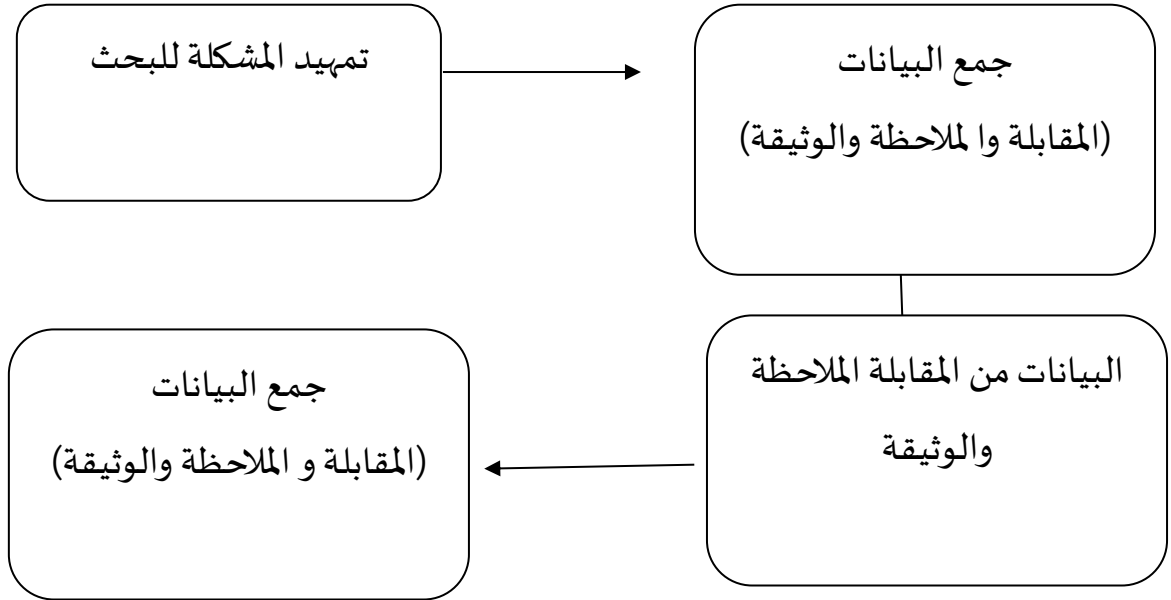 تمهيد المشكلة للبحث
جمع البيانات
(المقابلة وا لملاحظة والوثيقة)
البيانات من المقابلة الملاحظة
والوثيقة
جمع البيانات
(المقابلة و الملاحظة والوثيقة)